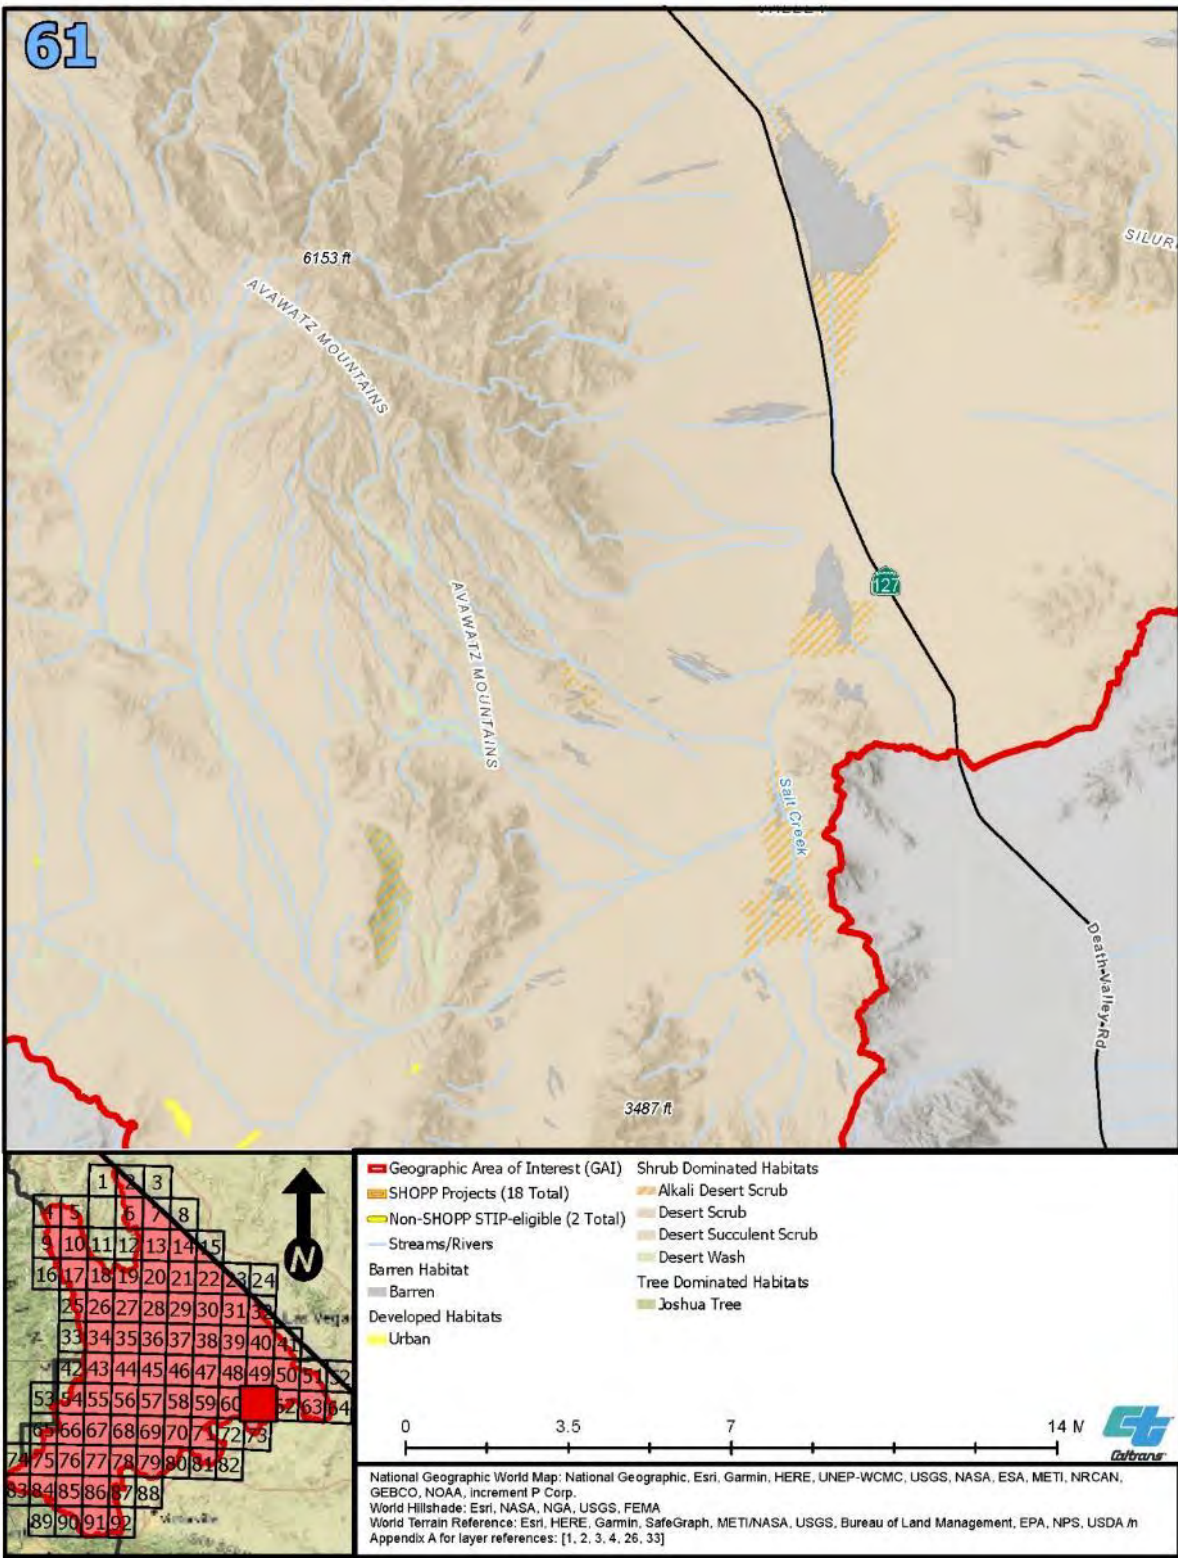 61
6153 ft
SILUR
AVAWATZ MOUNTAINS
127
AVAWATZ MOUNTAINS
Salt Creek
Death Valley Rd
3487 ft
1 2 3
4 5 6 7 8
9 10 11 12 13 14 15
16 17 18 19 20 21 22 23 24
25 26 27 28 29 30 31 32
Las Vega
33 34 35 36 37 38 39 40 41
42 43 44 45 46 47 48 49 50 51 52
53 54 55 56 57 58 59 60 62 63 64
65 66 67 68 69 70 71 72 73
74 75 76 77 78 79 80 81 82
83 84 85 86 87 88
89 90 91 92
Victorville
N
Geographic Area of Interest (GAI)
SHOPP Projects (18 Total)
Non-SHOPP STIP-eligible (2 Total)
Streams/Rivers
Barren Habitat
Barren
Developed Habitats
Urban
Shrub Dominated Habitats
Alkali Desert Scrub
Desert Scrub
Desert Succulent Scrub
Desert Wash
Tree Dominated Habitats
Joshua Tree
0 3.5 7 14 M
Caltrans
National Geographic World Map: National Geographic, Esri, Garmin, HERE, UNEP-WCMC, USGS, NASA, ESA, METI, NRCAN,
GEBCO, NOAA, increment P Corp.
World Hillshade: Esri, NASA, NGA, USGS, FEMA
World Terrain Reference: Esri, HERE, Garmin, SafeGraph, METI/NASA, USGS, Bureau of Land Management, EPA, NPS, USDA /n
Appendix A for layer references: [1, 2, 3, 4, 26, 33]